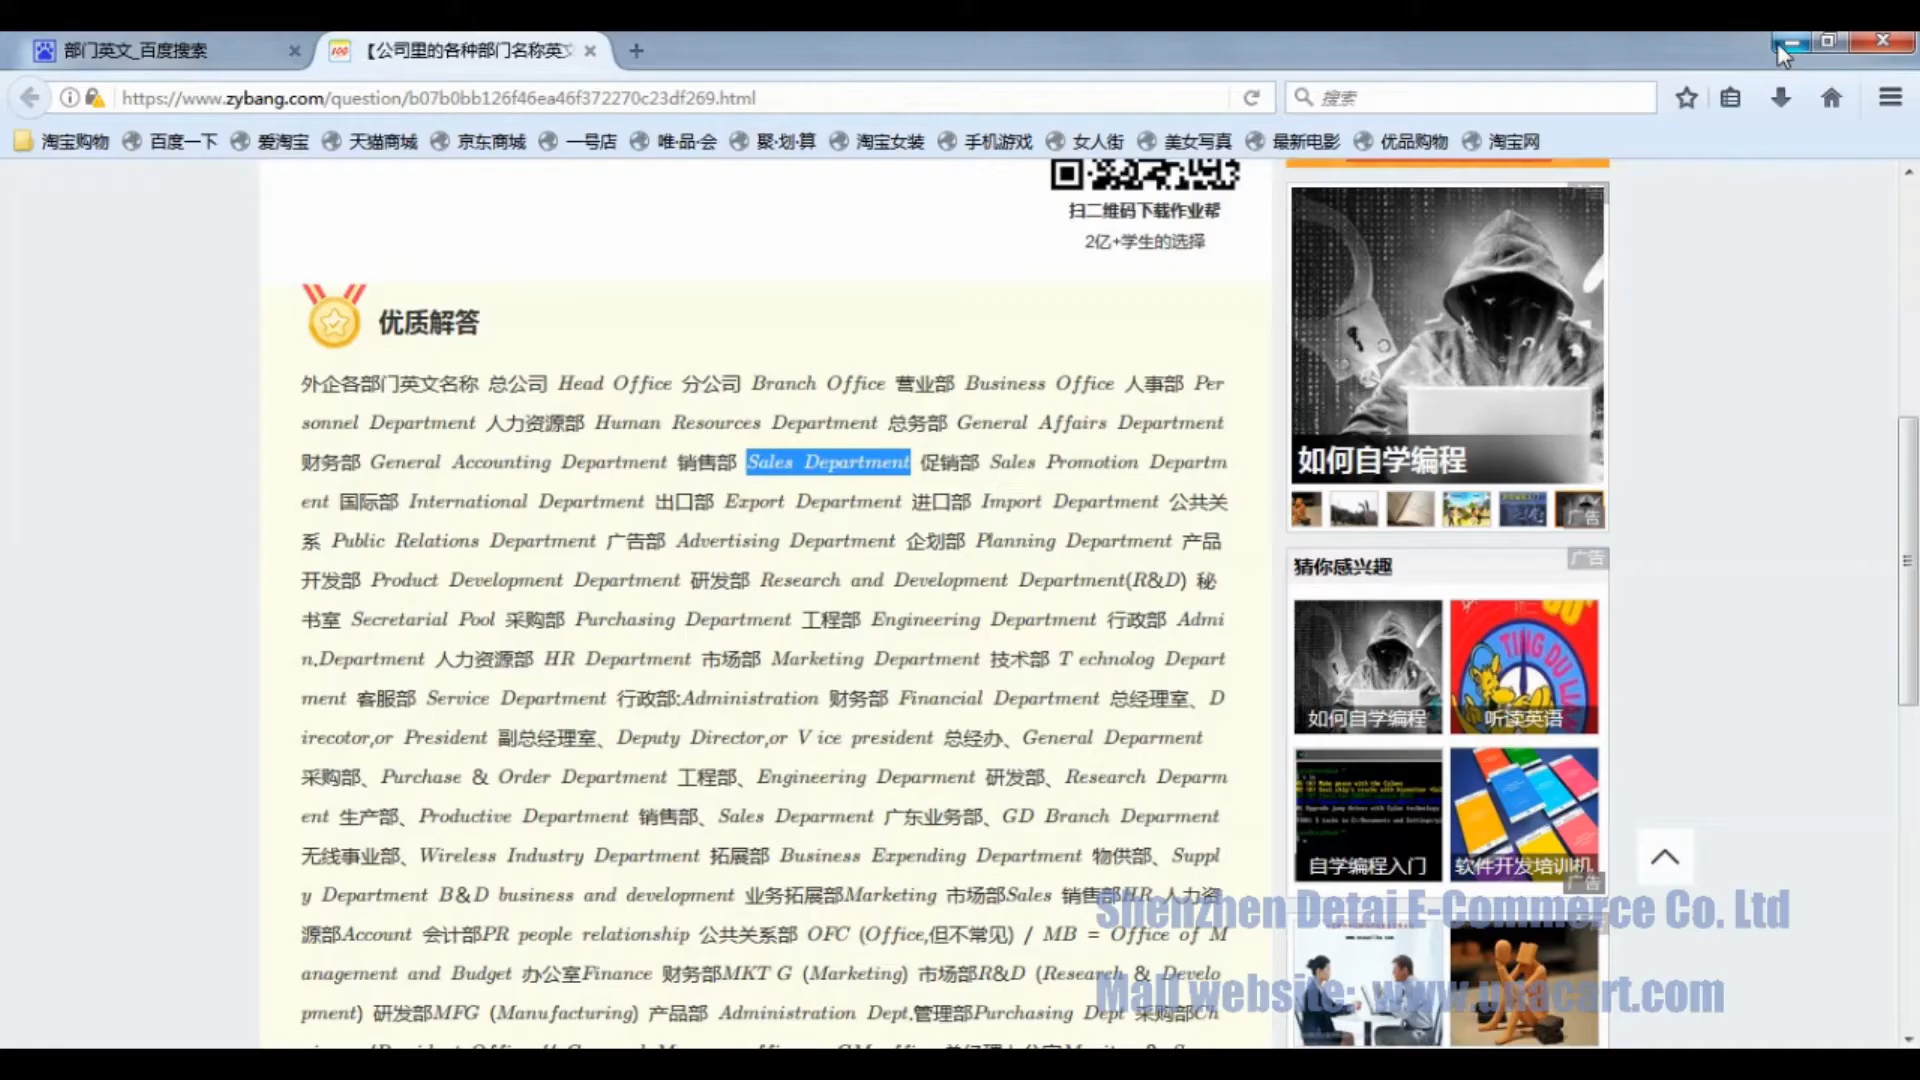 部门英文_百度搜索
【公司里的各种部门名称英文
https://www.zybang.com/question/b07b0bb126f46ea46f372270c23df269.html
搜索
淘宝购物 百度一下 爱淘宝 天猫商城 京东商城 一号店 唯·品·会 聚·划·算 淘宝女装 手机游戏 女人街 美女写真 最新电影 优品购物 淘宝网
扫二维码下载作业帮
2亿+学生的选择
优质解答
外企各部门英文名称 总公司 Head Office 分公司 Branch Office 营业部 Business Office 人事部 Per
sonnel Department 人力资源部 Human Resources Department 总务部 General Affairs Department
财务部 General Accounting Department 销售部 Sales Department 促销部 Sales Promotion Departm
ent 国际部 International Department 出口部 Export Department 进口部 Import Department 公共关
系 Public Relations Department 广告部 Advertising Department 企划部 Planning Department 产品
开发部 Product Development Department 研发部 Research and Development Department(R&D) 秘
书室 Secretarial Pool 采购部 Purchasing Department 工程部 Engineering Department 行政部 Admi
n.Department 人力资源部 HR Department 市场部 Marketing Department 技术部 T echnolog Depart
ment 客服部 Service Department 行政部:Administration 财务部 Financial Department 总经理室、D
irecotor,or President 副总经理室、Deputy Director,or V ice president 总经办、General Deparment
采购部、Purchase & Order Department 工程部、Engineering Deparment 研发部、Research Deparm
ent 生产部、Productive Department 销售部、Sales Deparment 广东业务部、GD Branch Deparment
无线事业部、Wireless Industry Department 拓展部 Business Expending Department 物供部、Suppl
y Department B&D business and development 业务拓展部Marketing 市场部Sales 销售部HR 人力资
源部Account 会计部PR people relationship 公共关系部 OFC (Office,但不常见) / MB = Office of M
anagement and Budget 办公室Finance 财务部MKT G (Marketing) 市场部R&D (Research & Develo
pment) 研发部MFG (Manufacturing) 产品部 Administration Dept.管理部Purchasing Dept 采购部Ch
如何自学编程
广告
猜你感兴趣
广告
如何自学编程
TING DU LIAN
听读英语
自学编程入门
软件开发培训机
广告
Shenzhen Detai E-Commerce Co. Ltd